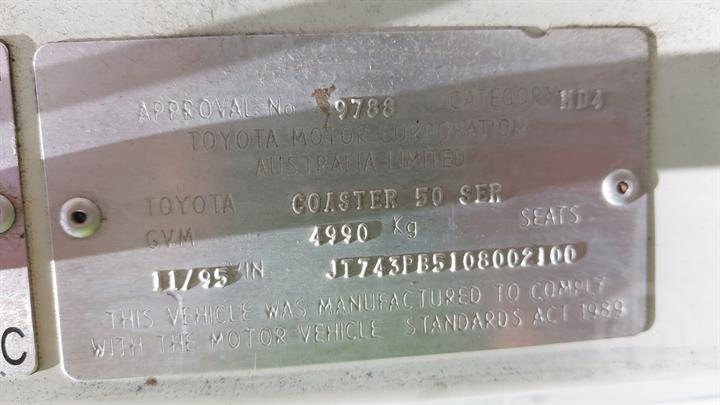 APPROVAL No 9788 CATEGORY MD4
TOYOTA MOTOR CORPORATION
AUSTRALIA LIMITED
TOYOTA COASTER 50 SER
GVM 4990 Kg SEATS
11/95 VIN JT743PB5108002100
THIS VEHICLE WAS MANUFACTURED TO COMPLY
WITH THE MOTOR VEHICLE STANDARDS ACT 1989
C